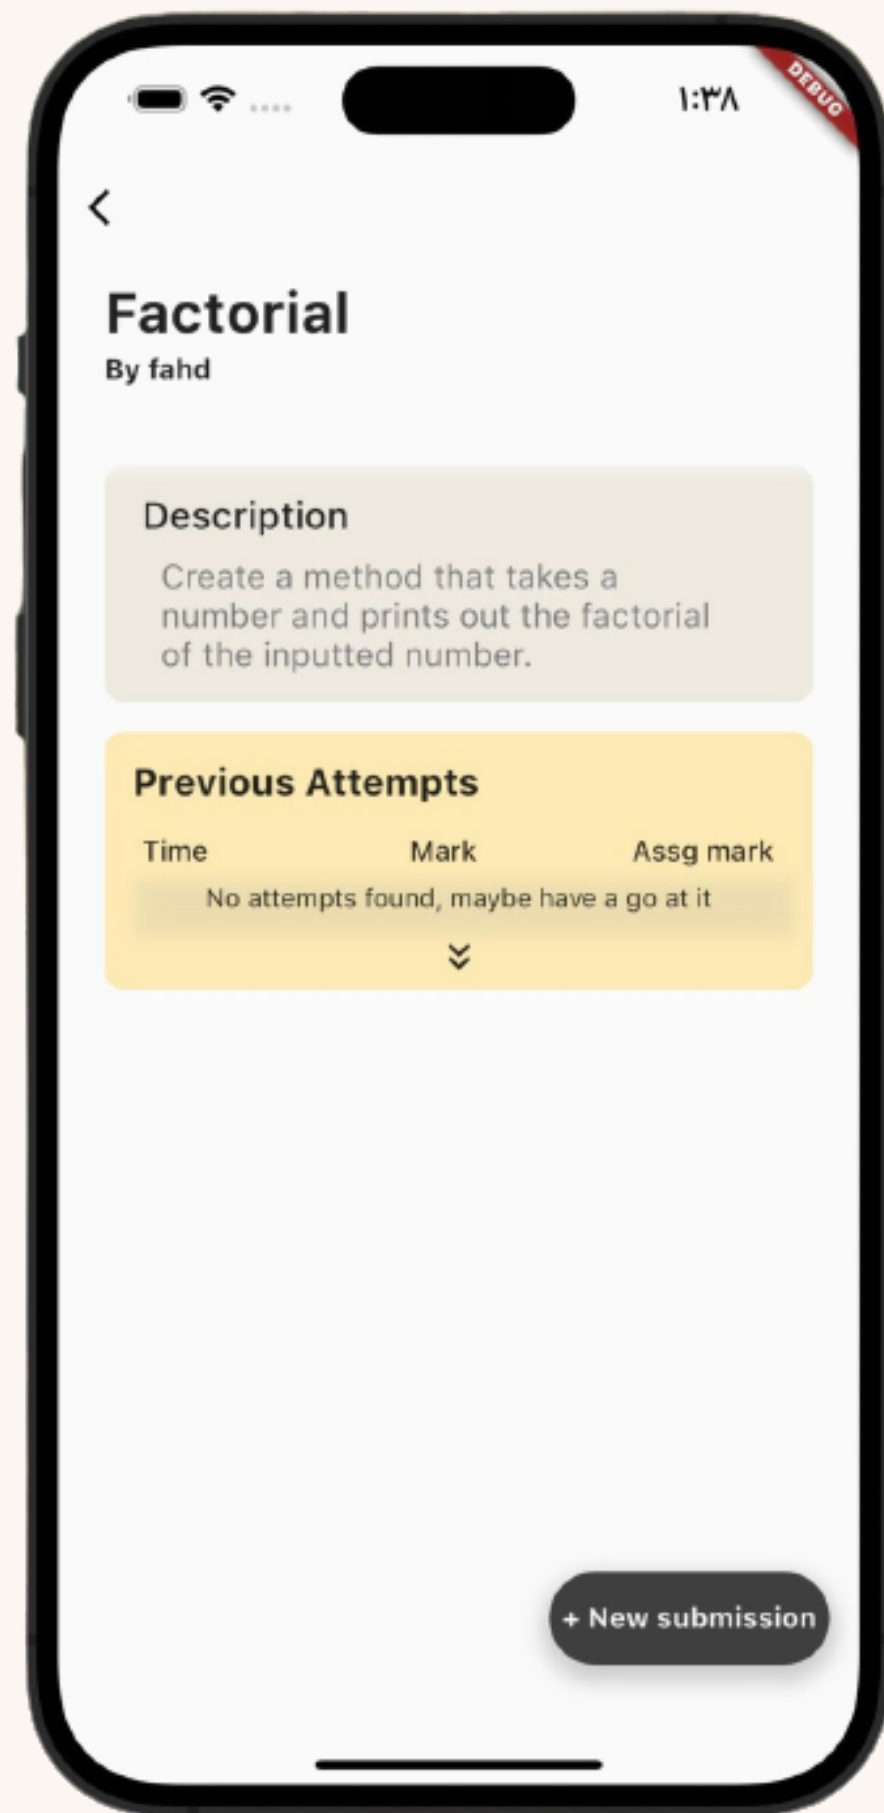 ١:٣٨
DEBUG
Factorial
By fahd
Description
Create a method that takes a
number and prints out the factorial
of the inputted number.
Previous Attempts
Time Mark Assg mark
No attempts found, maybe have a go at it
+ New submission